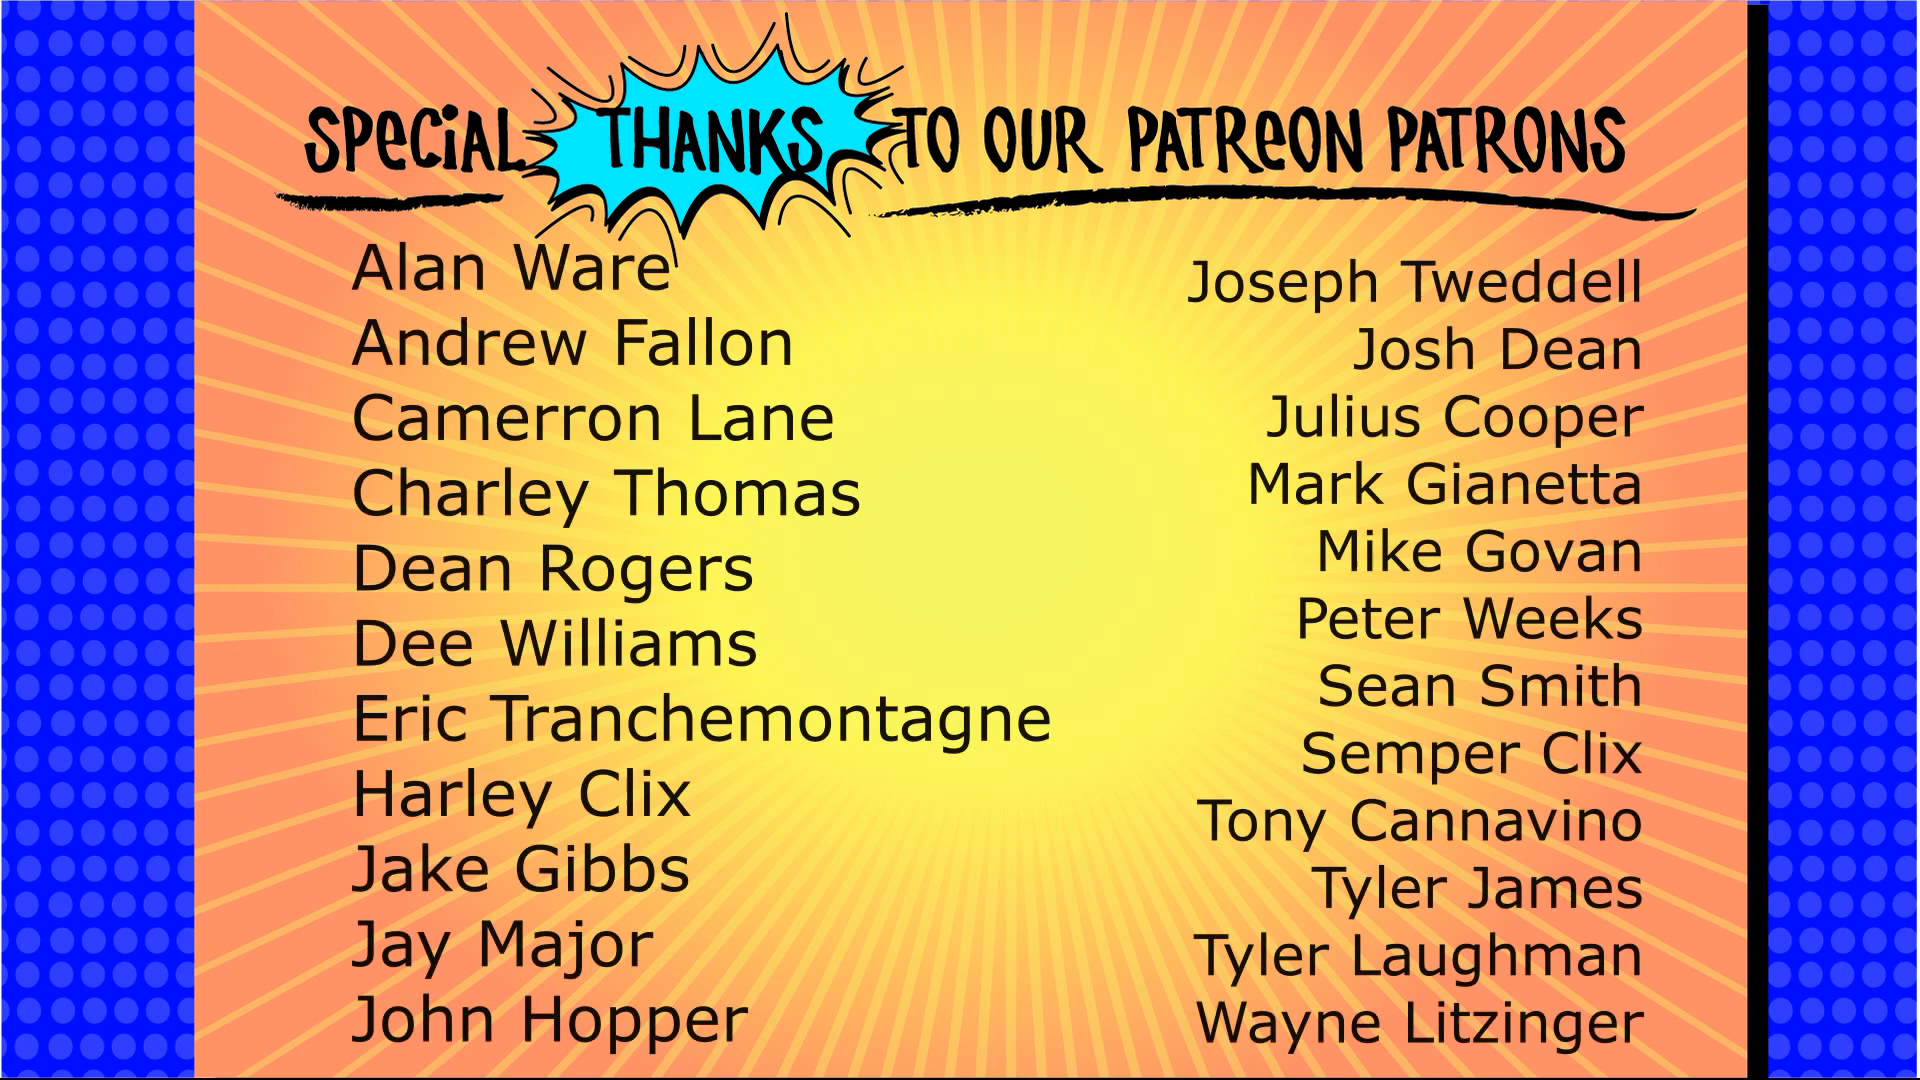 SPECiAL THANKS TO OUR PATREON PATRONS
Alan Ware
Andrew Fallon
Camerron Lane
Charley Thomas
Dean Rogers
Dee Williams
Eric Tranchemontagne
Harley Clix
Jake Gibbs
Jay Major
John Hopper
Joseph Tweddell
Josh Dean
Julius Cooper
Mark Gianetta
Mike Govan
Peter Weeks
Sean Smith
Semper Clix
Tony Cannavino
Tyler James
Tyler Laughman
Wayne Litzinger